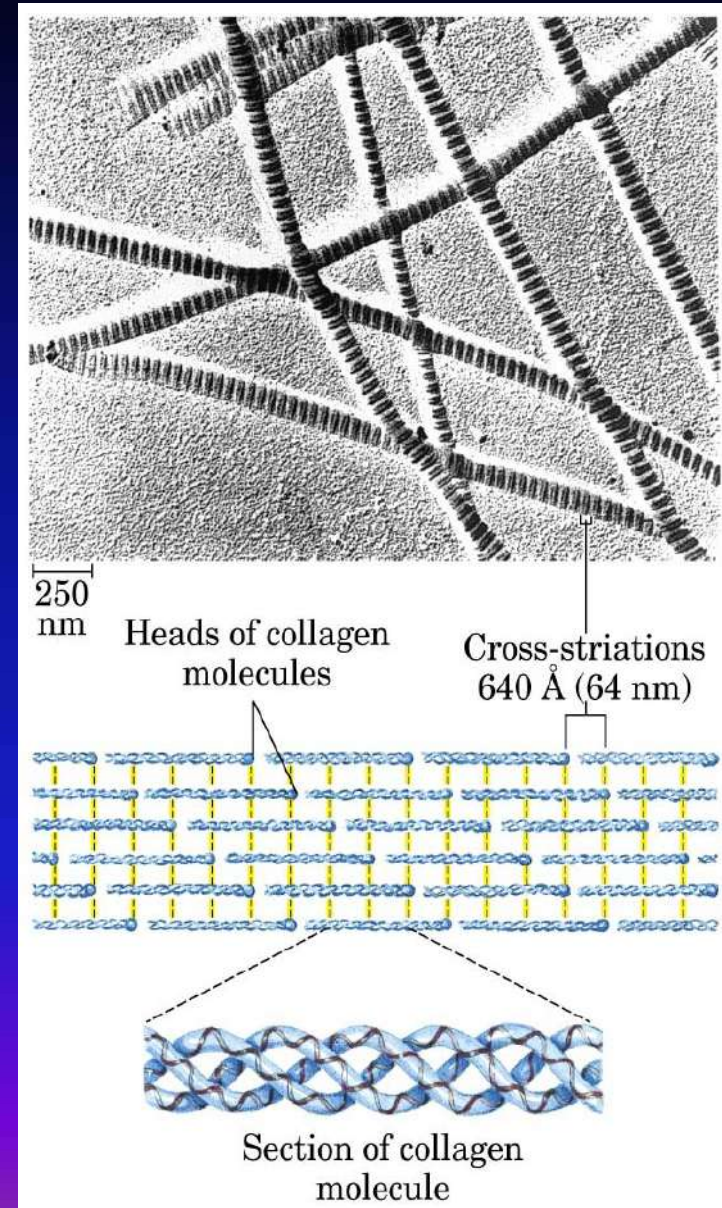 250
nm
Heads of collagen
molecules
Cross-striations
640 Å (64 nm)
Section of collagen
molecule